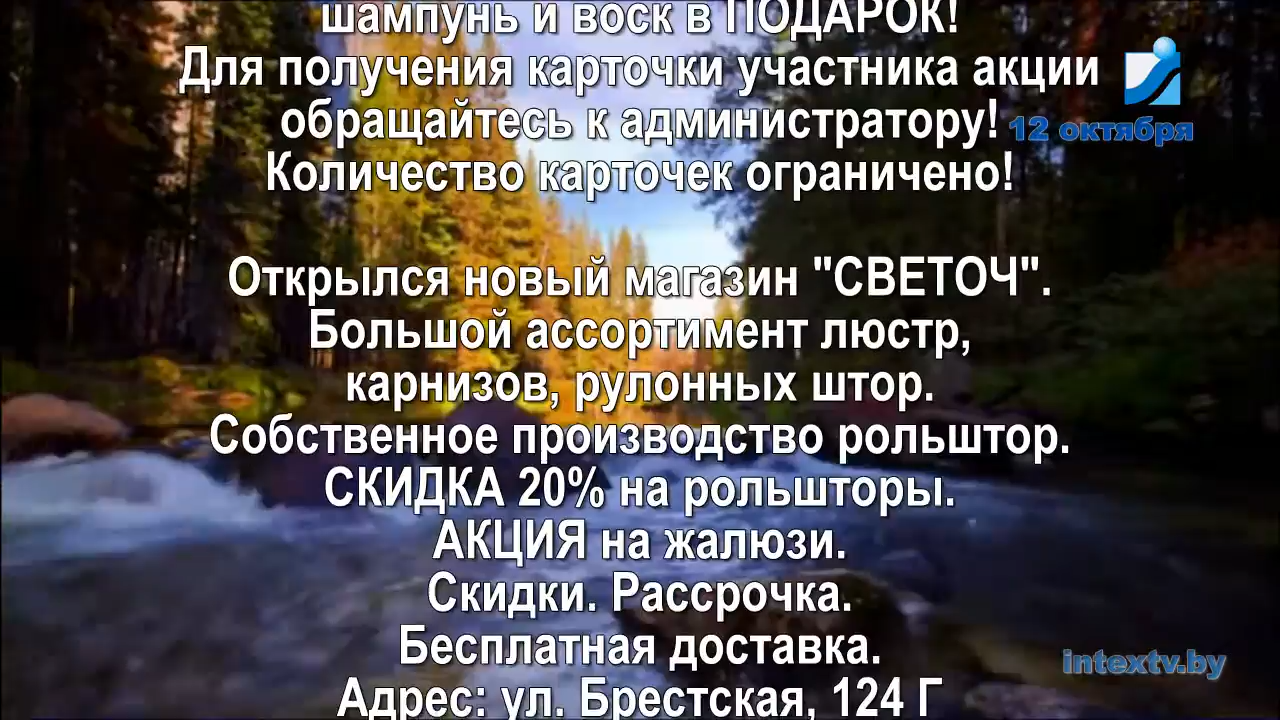 шампунь и воск в ПОДАРОК!
Для получения карточки участника акции
обращайтесь к администратору!
12 октября
Количество карточек ограничено!
Открылся новый магазин "СВЕТОЧ".
Большой ассортимент люстр,
карнизов, рулонных штор.
Собственное производство рольштор.
СКИДКА 20% на рольшторы.
АКЦИЯ на жалюзи.
Скидки. Рассрочка.
Бесплатная доставка.
intextv.by
Адрес: ул. Брестская, 124 Г